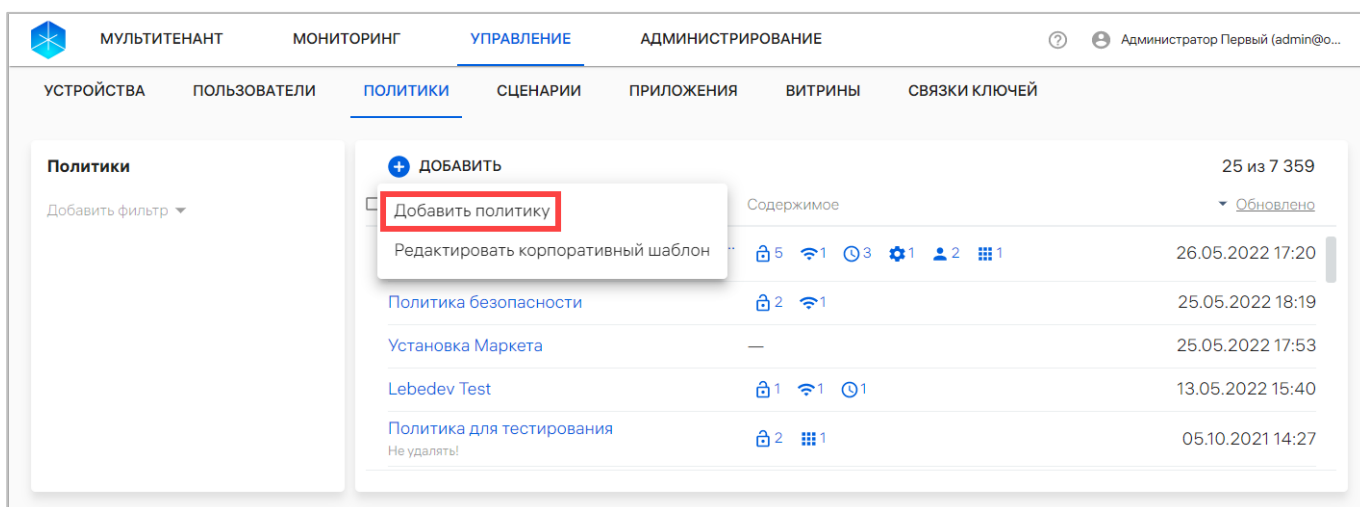 МУЛЬТИТЕНАНТ МОНИТОРИНГ УПРАВЛЕНИЕ АДМИНИСТРИРОВАНИЕ ? Администратор Первый (admin@o...
УСТРОЙСТВА ПОЛЬЗОВАТЕЛИ ПОЛИТИКИ СЦЕНАРИИ ПРИЛОЖЕНИЯ ВИТРИНЫ СВЯЗКИ КЛЮЧЕЙ
Политики
Добавить фильтр
ДОБАВИТЬ 25 из 7 359
Добавить политику
Редактировать корпоративный шаблон
Содержимое Обновлено
5 1 3 1 2 1 26.05.2022 17:20
Политика безопасности 2 1 25.05.2022 18:19
Установка Маркета — 25.05.2022 17:53
Lebedev Test 1 1 1 13.05.2022 15:40
Политика для тестирования 2 1 05.10.2021 14:27
Не удалять!